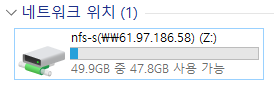 네트워크 위치 (1)
nfs-s(₩₩61.97.186.58) (Z:)
49.9GB 중 47.8GB 사용 가능